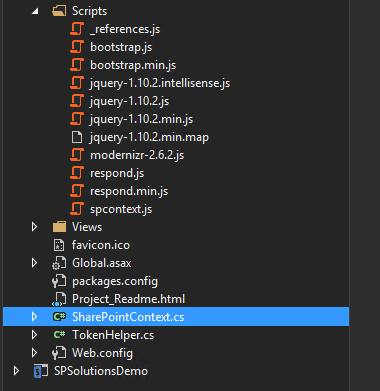 Scripts
_references.js
bootstrap.js
bootstrap.min.js
jquery-1.10.2.intellisense.js
jquery-1.10.2.js
jquery-1.10.2.min.js
jquery-1.10.2.min.map
modernizr-2.6.2.js
respond.js
respond.min.js
spcontext.js
Views
favicon.ico
Global.asax
packages.config
Project_Readme.html
C# SharePointContext.cs
C# TokenHelper.cs
Web.config
SPSolutionsDemo